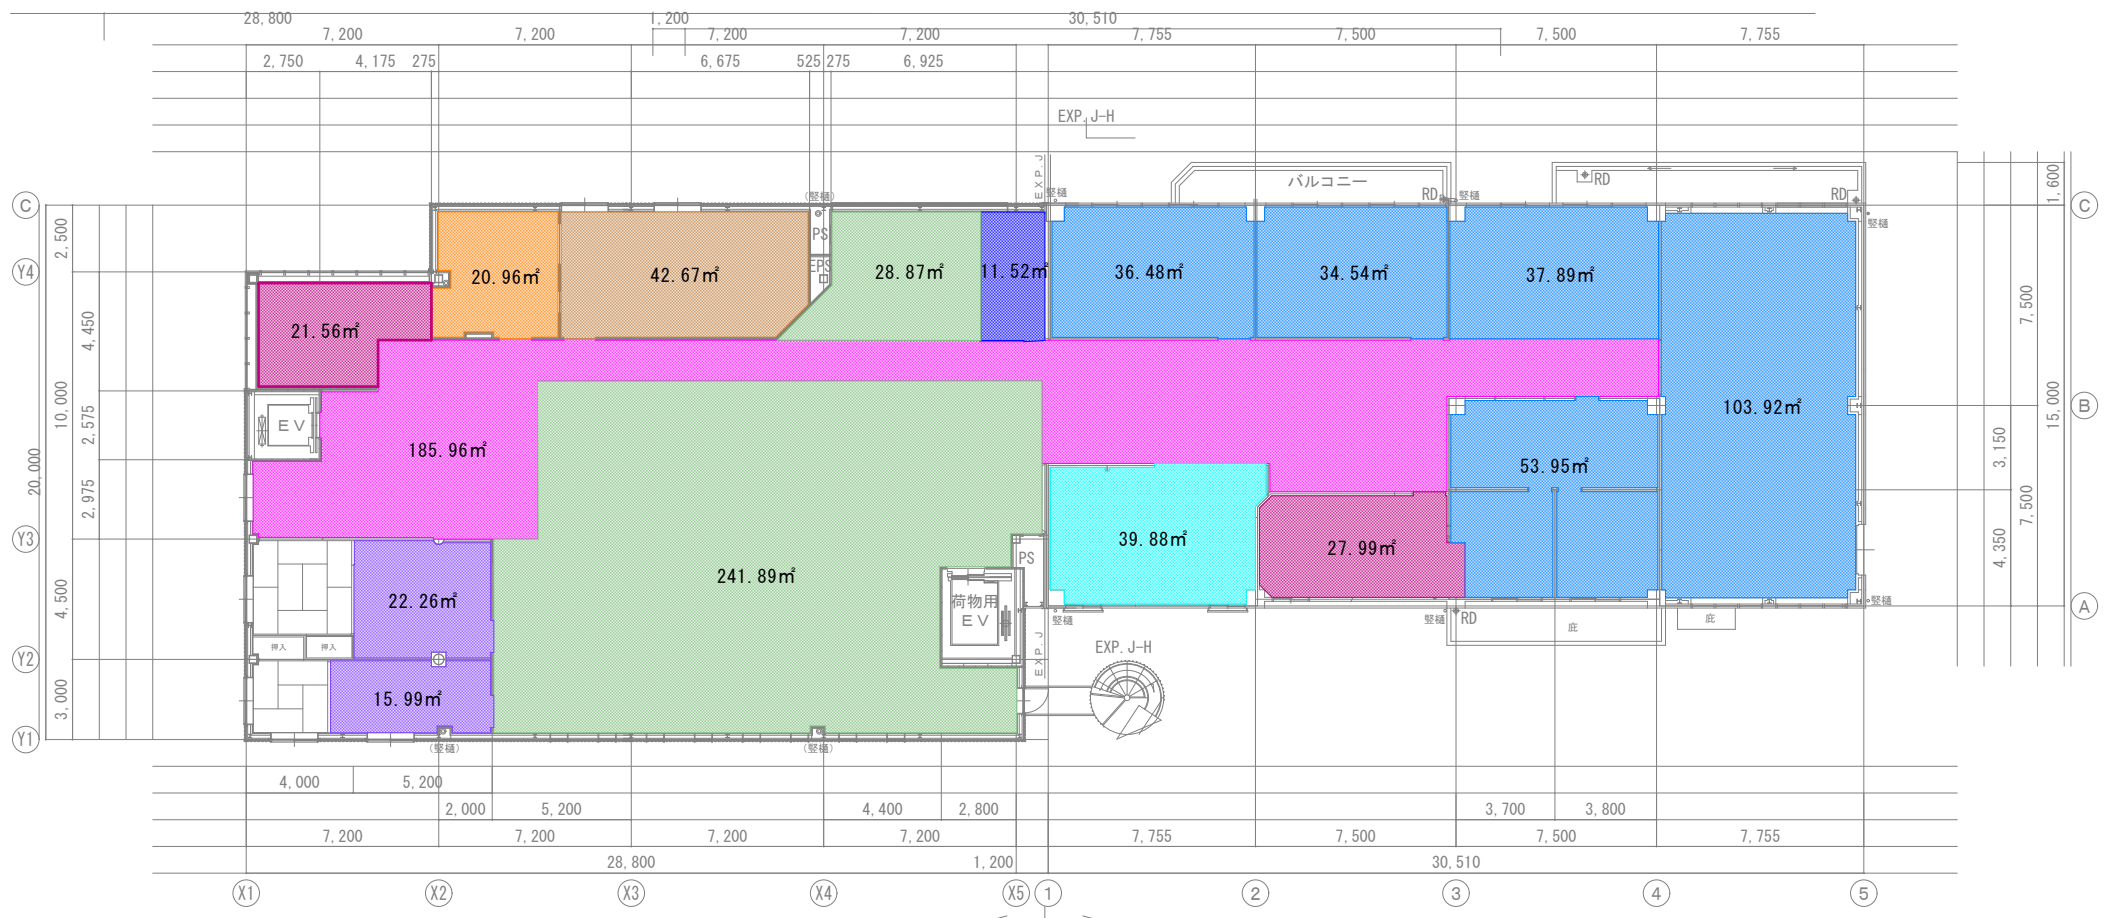 28,800 1,200 30,510
7,200 7,200 7,200 7,200 7,755 7,500 7,500 7,755
2,750 4,175 275 6,675 525 275 6,925
EXP.J-H
EXP.J
バルコニー
RD
RD
RD
(竪樋)
竪樋
竪樋
竪樋
C
Y4
Y3
Y2
Y1
2,500
4,450
10,000
2,575
20,000
2,975
4,500
3,000
C
B
A
1,600
7,500
15,000
3,150
7,500
4,350
PS
EPS
20.96㎡
42.67㎡
28.87㎡
11.52㎡
36.48㎡
34.54㎡
37.89㎡
21.56㎡
103.92㎡
EV
185.96㎡
53.95㎡
39.88㎡
27.99㎡
PS
241.89㎡
22.26㎡
荷物用
EV
押入
押入
15.99㎡
竪樋
竪樋
RD
庇
庇
竪樋
EXP.J
EXP.J-H
(竪樋)
(竪樋)
4,000 5,200
2,000 5,200 4,400 2,800 3,700 3,800
7,200 7,200 7,200 7,200 7,755 7,500 7,500 7,755
28,800 1,200 30,510
X1 X2 X3 X4 X5 1 2 3 4 5